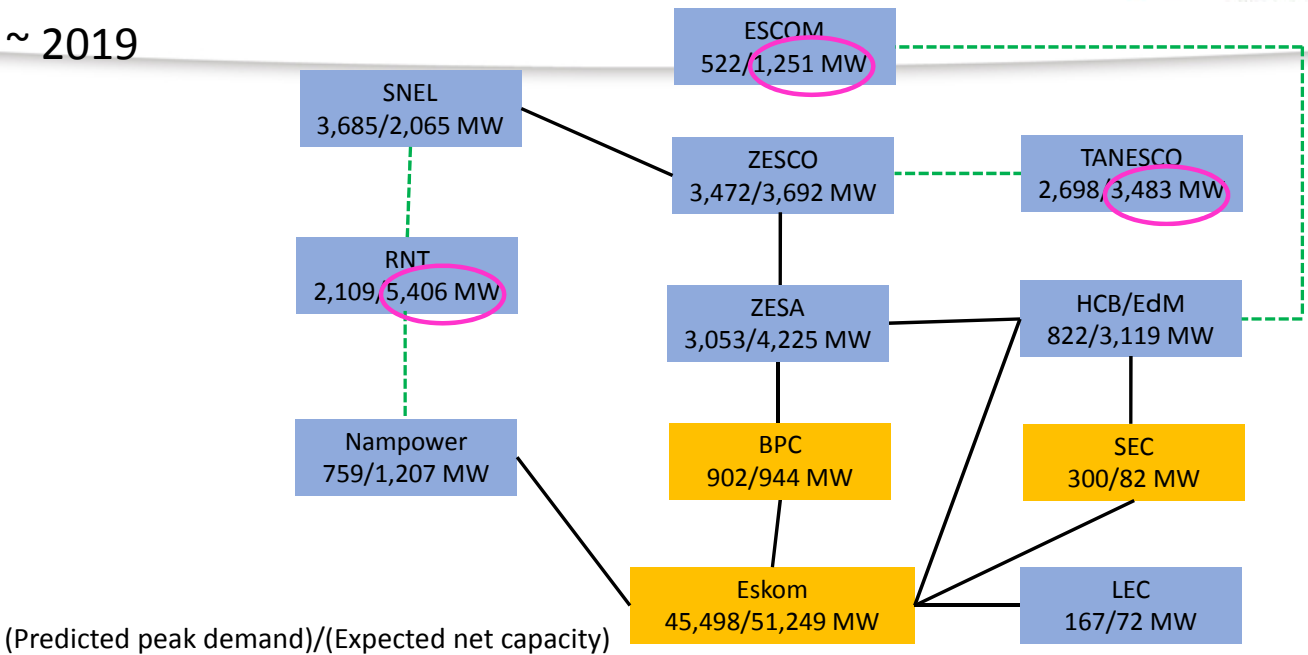 ~ 2019
ESCOM
522/1,251 MW
SNEL
3,685/2,065 MW
ZESCO
3,472/3,692 MW
TANESCO
2,698/3,483 MW
RNT
2,109/5,406 MW
ZESA
3,053/4,225 MW
HCB/EdM
822/3,119 MW
Nampower
759/1,207 MW
BPC
902/944 MW
SEC
300/82 MW
Eskom
45,498/51,249 MW
LEC
167/72 MW
(Predicted peak demand)/(Expected net capacity)